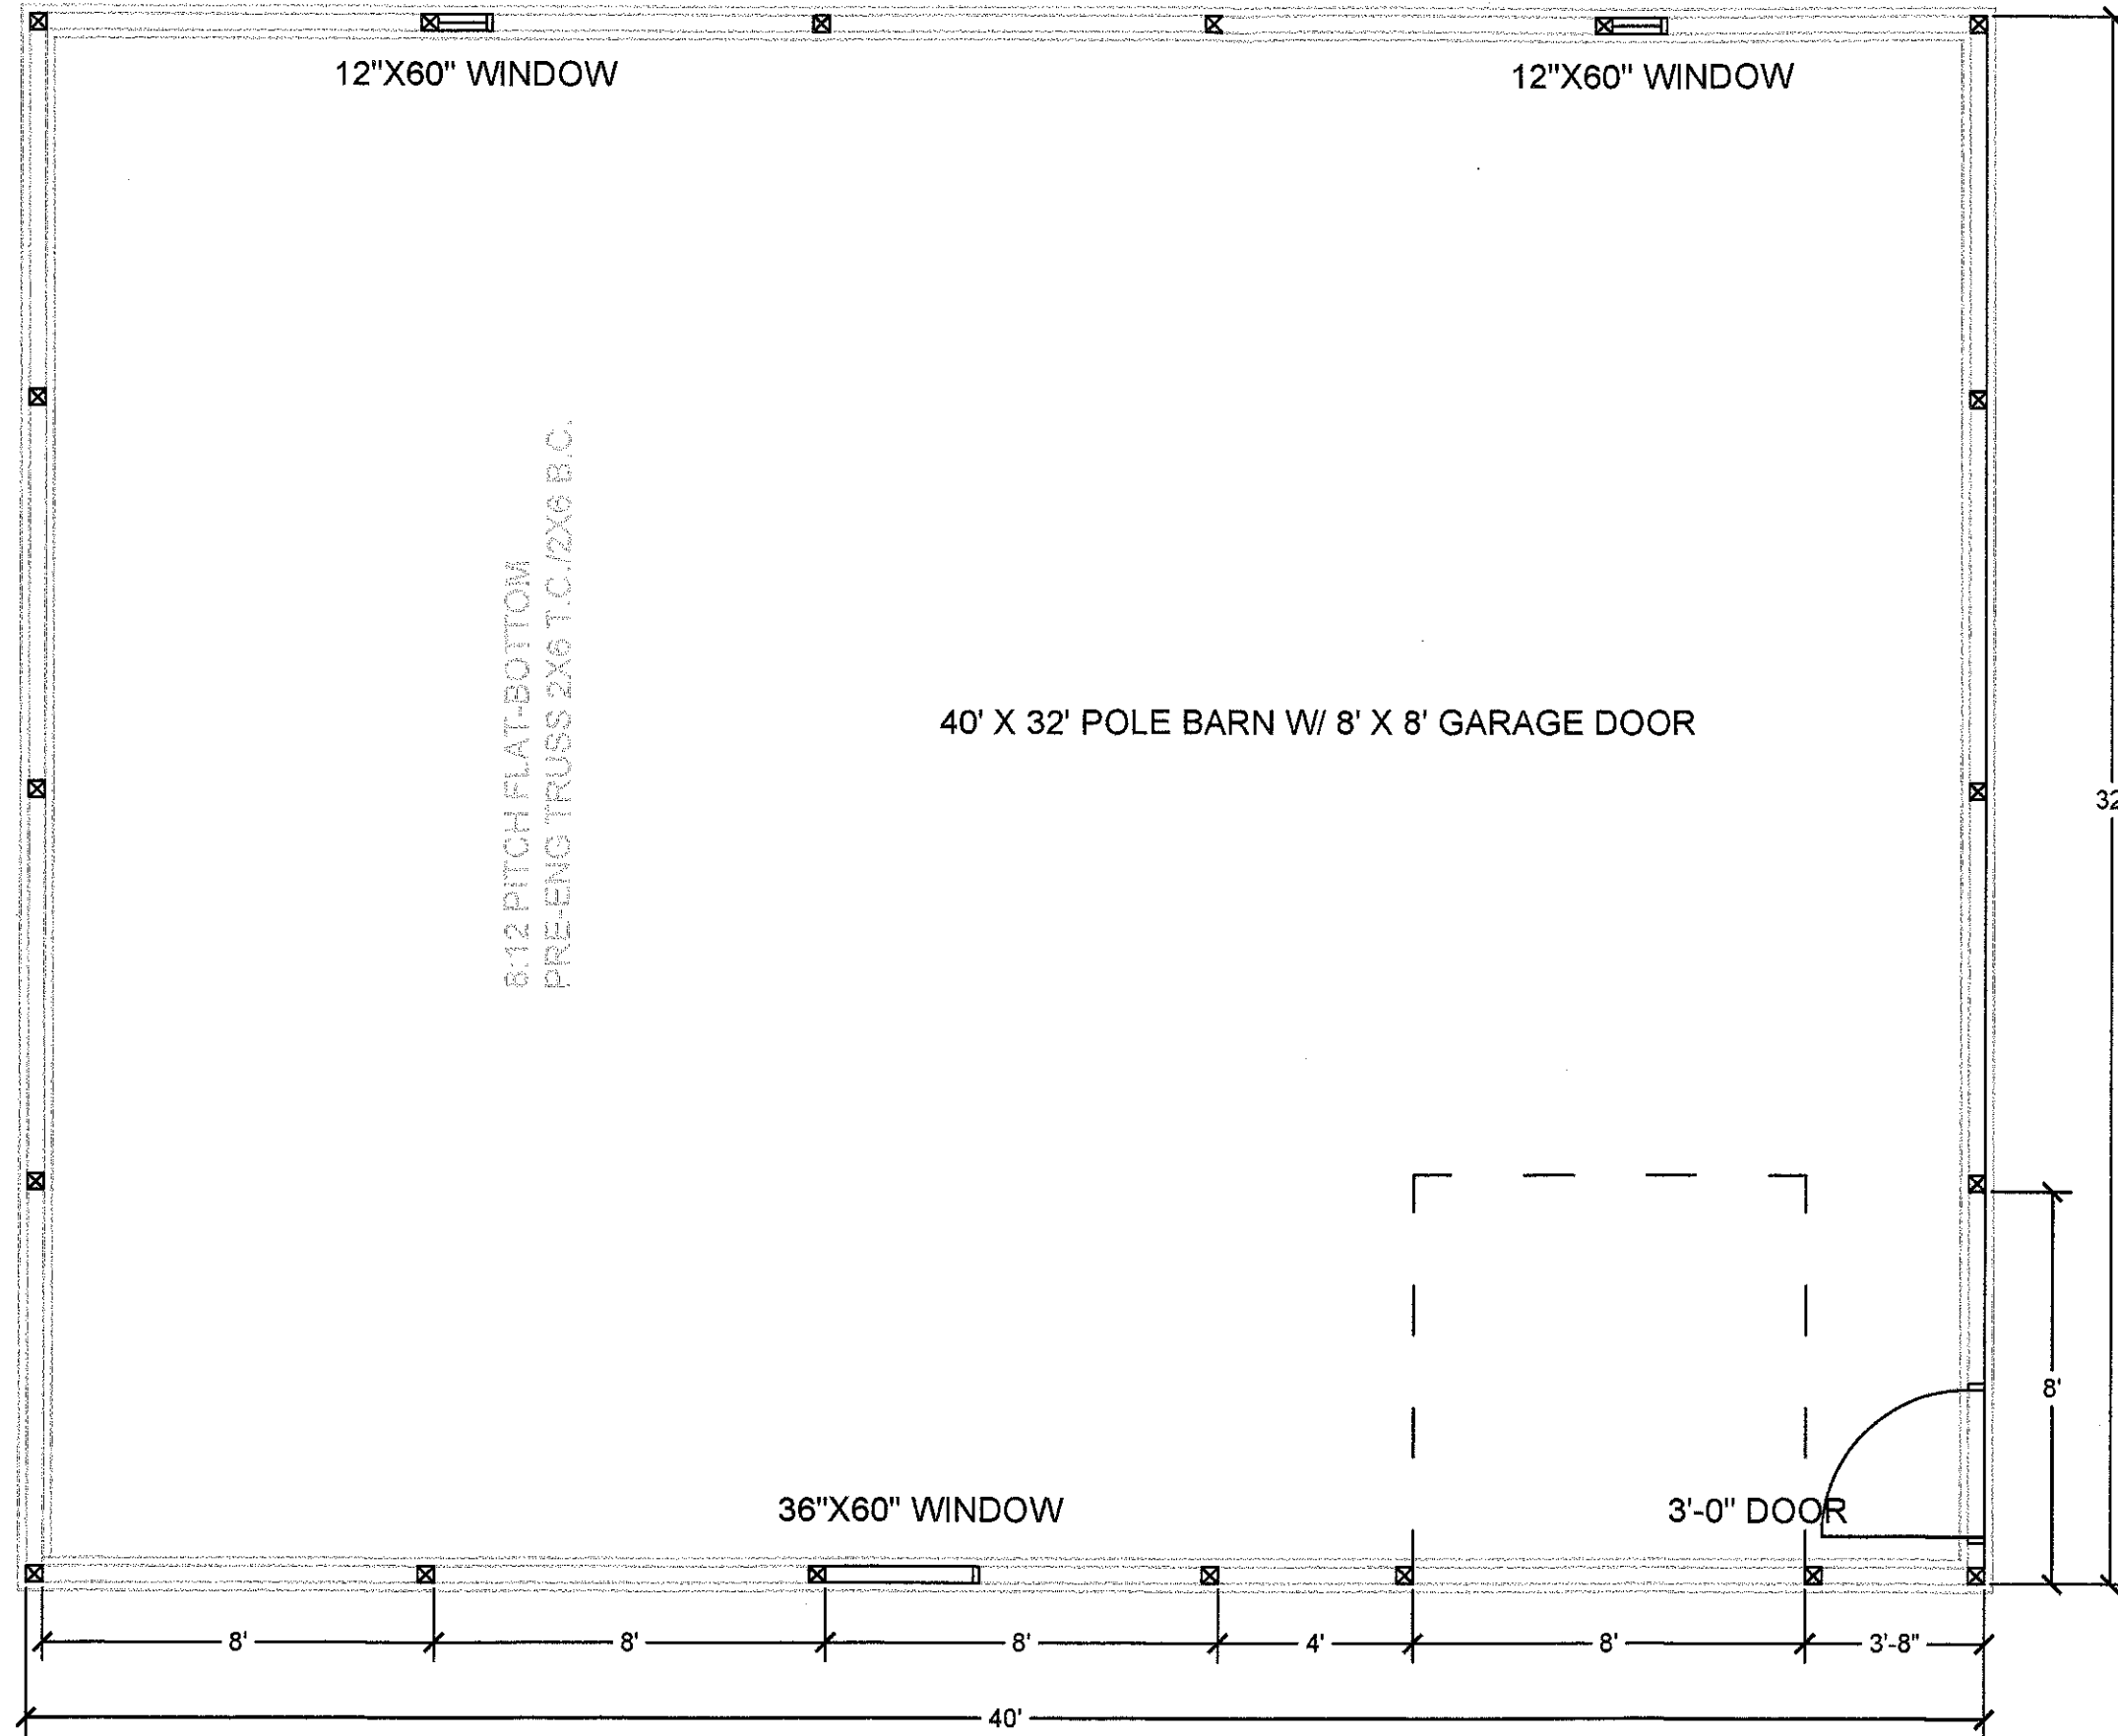 12"X60" WINDOW
12"X60" WINDOW
8:12 PITCH FLAT-BOTTOM
PRE-ENG TRUSS 2X6 T.C./2X6 B.C.
40' X 32' POLE BARN W/ 8' X 8' GARAGE DOOR
32
8'
36"X60" WINDOW
3'-0" DOOR
8'
8'
8'
4'
8'
3'-8"
40'